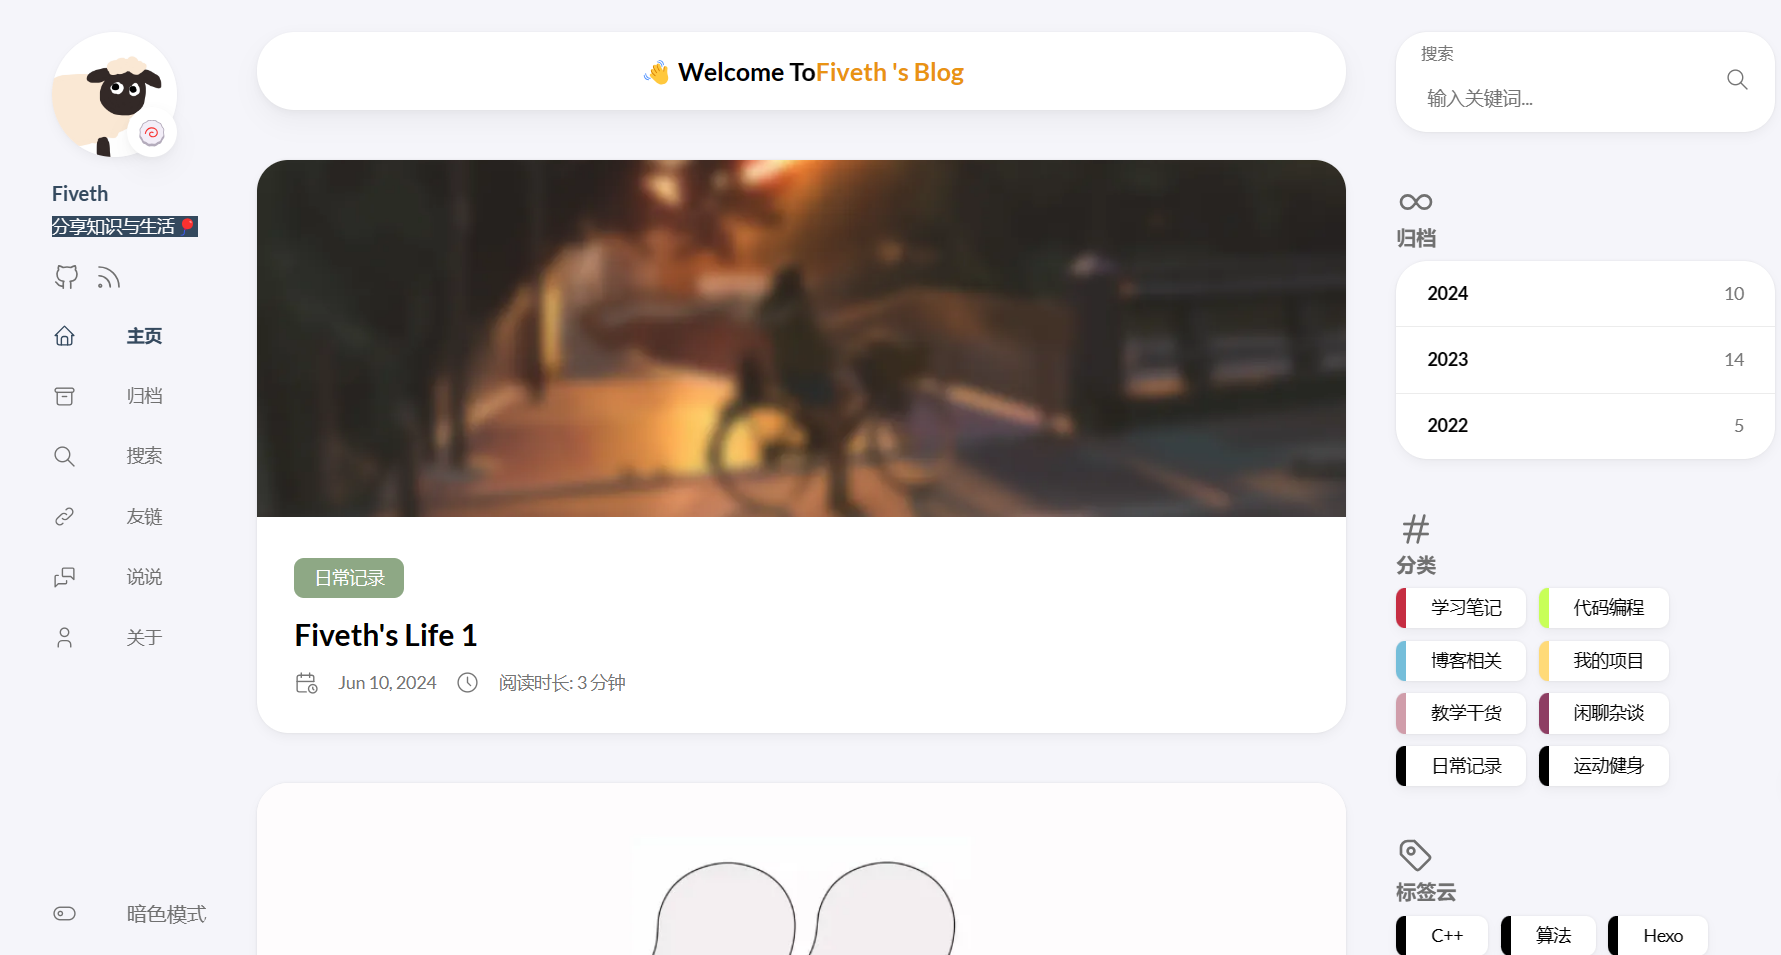 Fiveth
分享知识与生活🎈
主页
归档
搜索
友链
说说
关于
暗色模式
👋 Welcome ToFiveth 's Blog
日常记录
Fiveth's Life 1
Jun 10, 2024 阅读时长: 3 分钟
搜索
输入关键词...
归档
2024 10
2023 14
2022 5
分类
学习笔记 代码编程
博客相关 我的项目
教学干货 闲聊杂谈
日常记录 运动健身
标签云
C++ 算法 Hexo